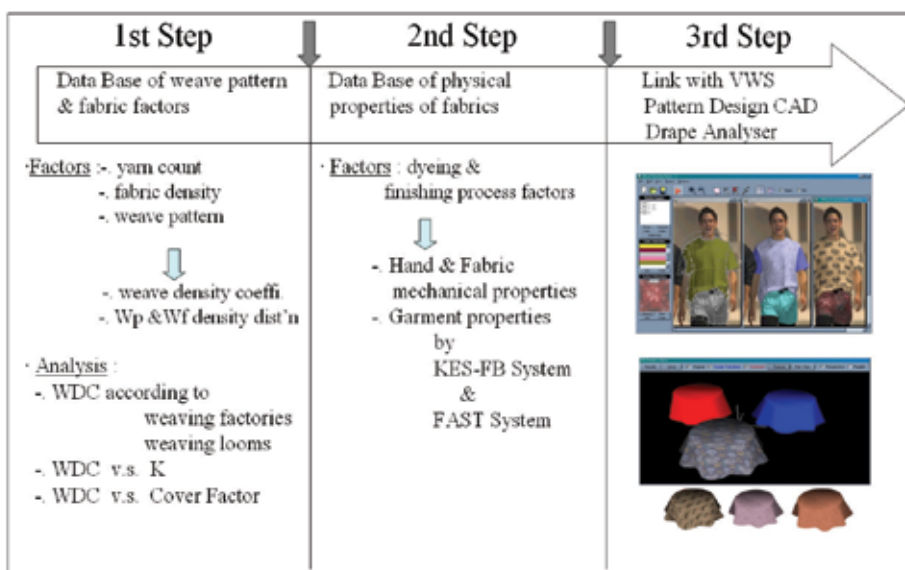 1st Step
2nd Step
3rd Step
Data Base of weave pattern
& fabric factors
Data Base of physical
properties of fabrics
Link with VWS
Pattern Design CAD
Drape Analyser
· Factors :-. yarn count
-. fabric density
-. weave pattern
-. weave density coeffi.
-. Wp &Wf density dist'n
· Analysis :
-. WDC according to
weaving factories
weaving looms
-. WDC v.s. K
-. WDC v.s. Cover Factor
· Factors : dyeing &
finishing process factors
-. Hand & Fabric
mechanical properties
-. Garment properties
by
KES-FB System
&
FAST System